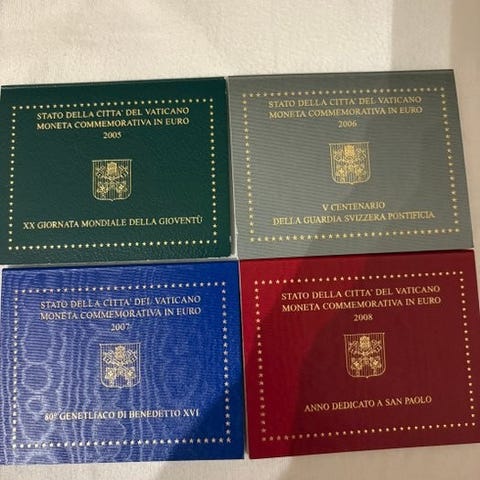 STATO DELLA CITTA' DEL VATICANO
MONETA COMMEMORATIVA IN EURO
2005
XX GIORNATA MONDIALE DELLA GIOVENTÙ
STATO DELLA CITTA' DEL VATICANO
MONETA COMMEMORATIVA IN EURO
2006
V CENTENARIO
DELLA GUARDIA SVIZZERA PONTIFICIA
STATO DELLA CITTA' DEL VATICANO
MONETA COMMEMORATIVA IN EURO
2007
80° GENETLIACO DI BENEDETTO XVI
STATO DELLA CITTA' DEL VATICANO
MONETA COMMEMORATIVA IN EURO
2008
ANNO DEDICATO A SAN PAOLO